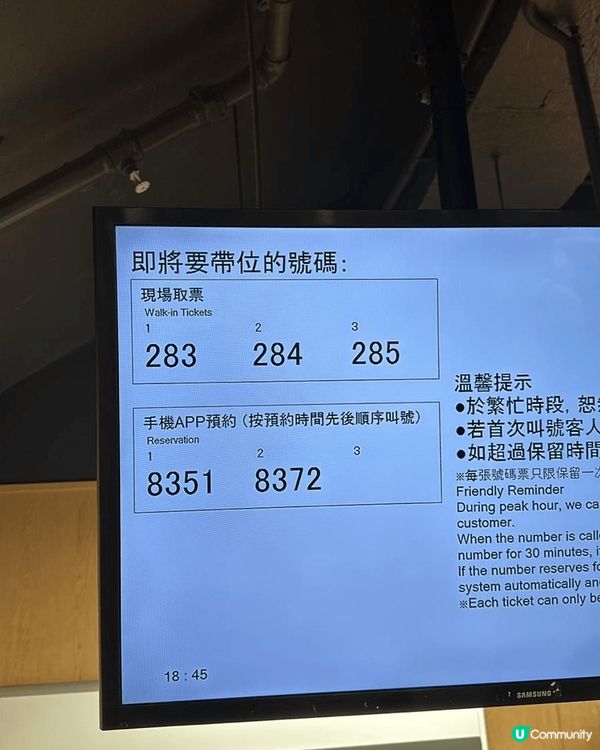 即將要帶位的號碼:
現場取票
Walk-in Tickets
1 2 3
283 284 285
手機APP預約 (按預約時間先後順序叫號)
Reservation
1 2 3
8351 8372
溫馨提示
●於繁忙時段, 恕
●若首次叫號客人
●如超過保留時間
※每張號碼票只限保留一次
Friendly Reminder
During peak hour, we ca
customer.
When the number is calle
number for 30 minutes, i
If the number reserves fo
system automatically and
※Each ticket can only be
18:45
SAMSUNG
U Community